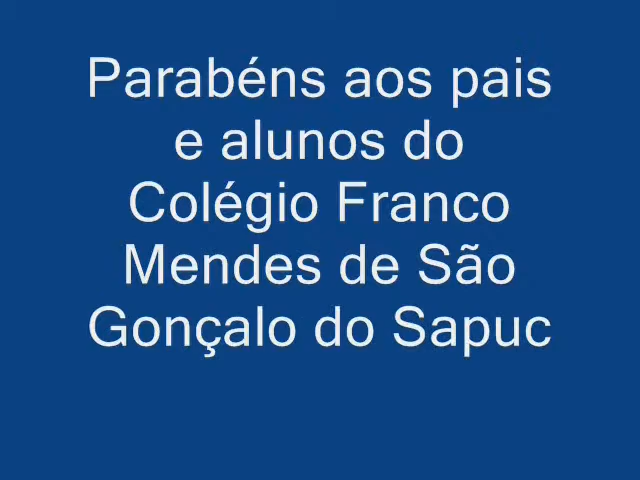 Parabéns aos pais
e alunos do
Colégio Franco
Mendes de São
Gonçalo do Sapuc